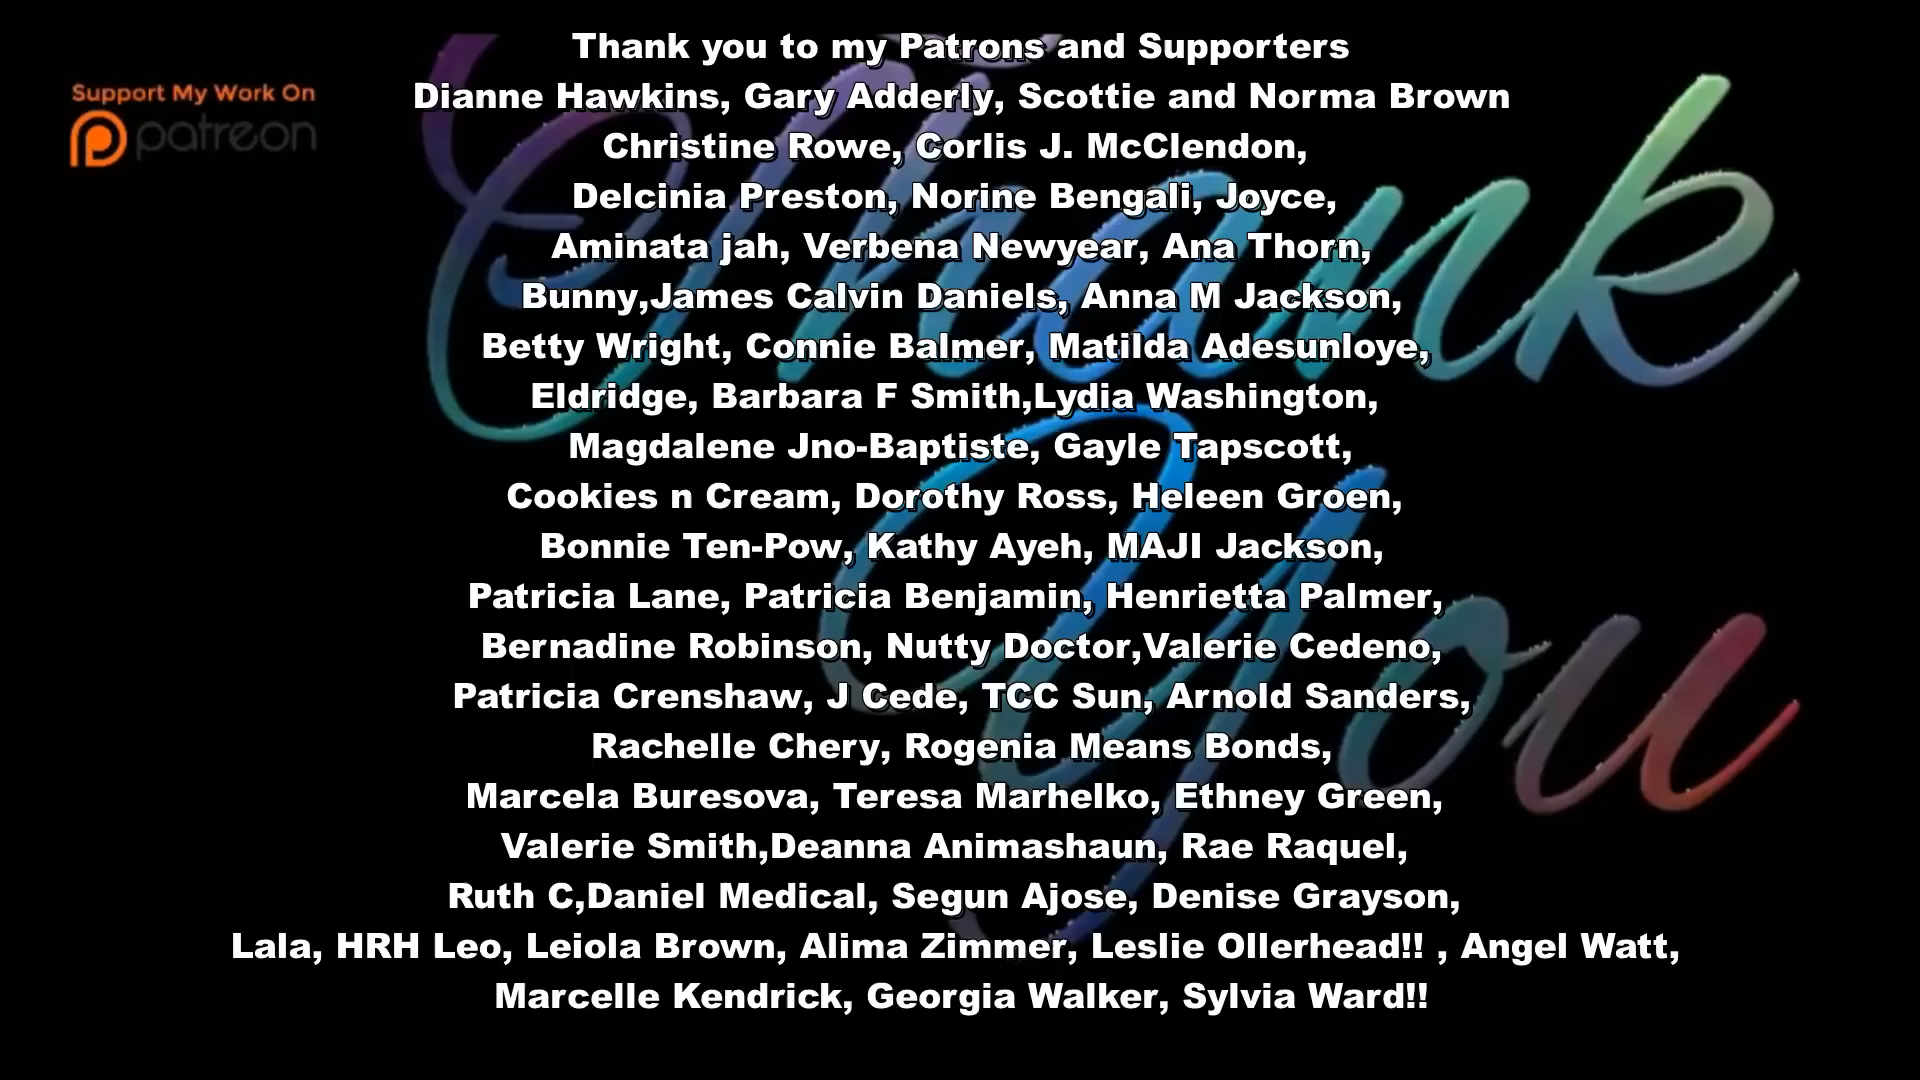 Thank you to my Patrons and Supporters
Support My Work On
patreon
Dianne Hawkins, Gary Adderly, Scottie and Norma Brown
Christine Rowe, Corlis J. McClendon,
Delcinia Preston, Norine Bengali, Joyce,
Aminata jah, Verbena Newyear, Ana Thorn,
Bunny,James Calvin Daniels, Anna M Jackson,
Betty Wright, Connie Balmer, Matilda Adesunloye,
Eldridge, Barbara F Smith,Lydia Washington,
Magdalene Jno-Baptiste, Gayle Tapscott,
Cookies n Cream, Dorothy Ross, Heleen Groen,
Bonnie Ten-Pow, Kathy Ayeh, MAJI Jackson,
Patricia Lane, Patricia Benjamin, Henrietta Palmer,
Bernadine Robinson, Nutty Doctor,Valerie Cedeno,
Patricia Crenshaw, J Cede, TCC Sun, Arnold Sanders,
Rachelle Chery, Rogenia Means Bonds,
Marcela Buresova, Teresa Marhelko, Ethney Green,
Valerie Smith,Deanna Animashaun, Rae Raquel,
Ruth C,Daniel Medical, Segun Ajose, Denise Grayson,
Lala, HRH Leo, Leiola Brown, Alima Zimmer, Leslie Ollerhead!! , Angel Watt,
Marcelle Kendrick, Georgia Walker, Sylvia Ward!!
Thank
You